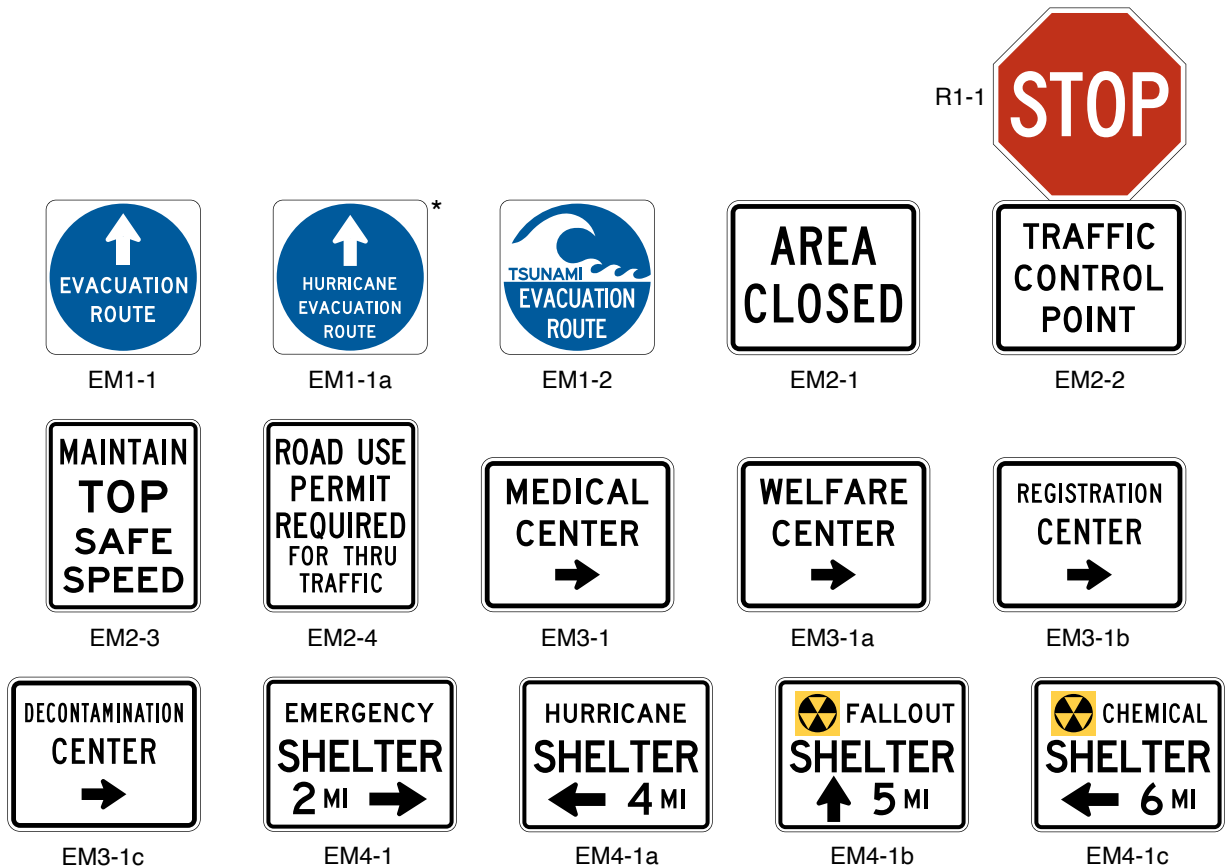 R1-1
STOP
EVACUATION
ROUTE
EM1-1
*
HURRICANE
EVACUATION
ROUTE
EM1-1a
TSUNAMI
EVACUATION
ROUTE
EM1-2
AREA
CLOSED
EM2-1
TRAFFIC
CONTROL
POINT
EM2-2
MAINTAIN
TOP
SAFE
SPEED
EM2-3
ROAD USE
PERMIT
REQUIRED
FOR THRU
TRAFFIC
EM2-4
MEDICAL
CENTER
EM3-1
WELFARE
CENTER
EM3-1a
REGISTRATION
CENTER
EM3-1b
DECONTAMINATION
CENTER
EM3-1c
EMERGENCY
SHELTER
2 MI
EM4-1
HURRICANE
SHELTER
4 MI
EM4-1a
FALLOUT
SHELTER
5 MI
EM4-1b
CHEMICAL
SHELTER
6 MI
EM4-1c